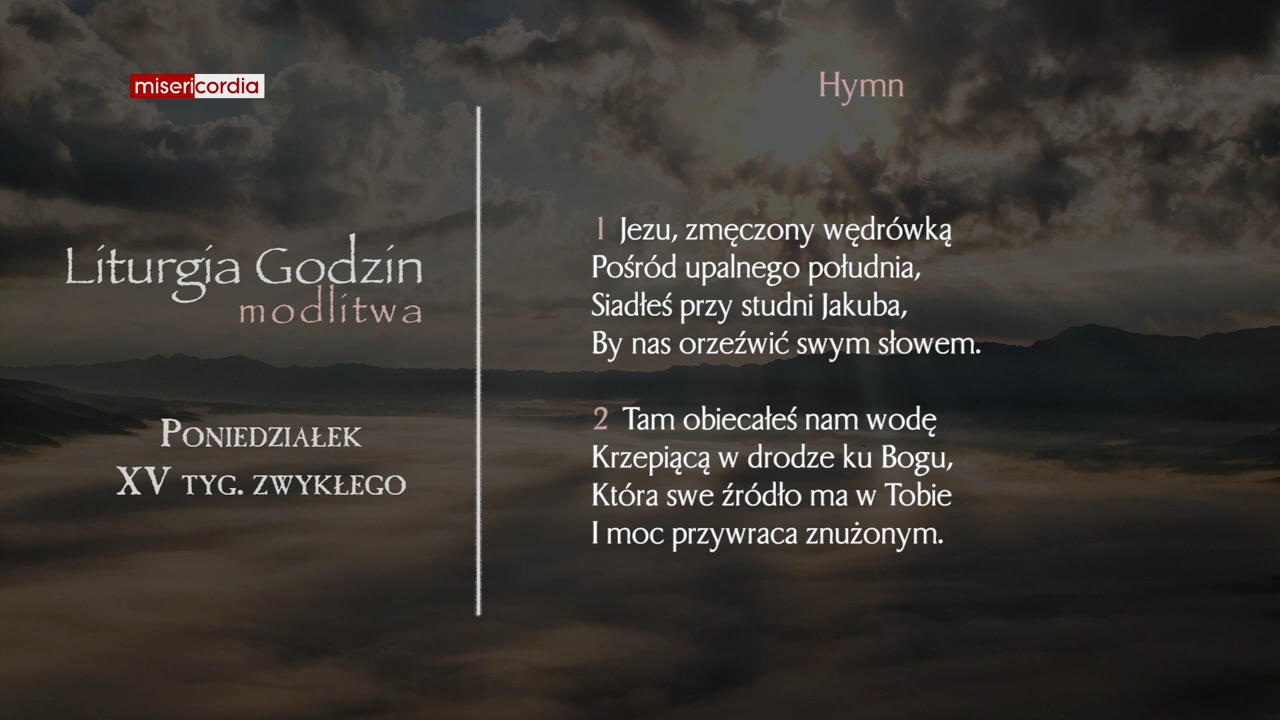 misericordia
Liturgia Godzin
modlitwa
Poniedziałek
XV tyg. zwykłego
Hymn
1 Jezu, zmęczony wędrówką
Pośród upalnego południa,
Siadłeś przy studni Jakuba,
By nas orzeźwić swym słowem.
2 Tam obiecałeś nam wodę
Krzepiącą w drodze ku Bogu,
Która swe źródło ma w Tobie
I moc przywraca znużonym.